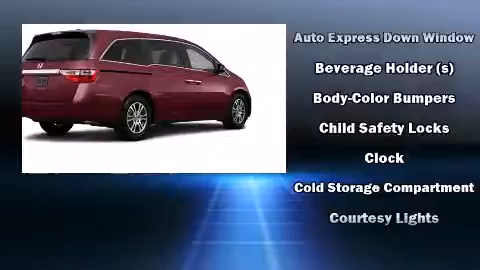 Auto Express Down Window
Beverage Holder (s)
Body-Color Bumpers
Child Safety Locks
Clock
Cold Storage Compartment
Courtesy Lights